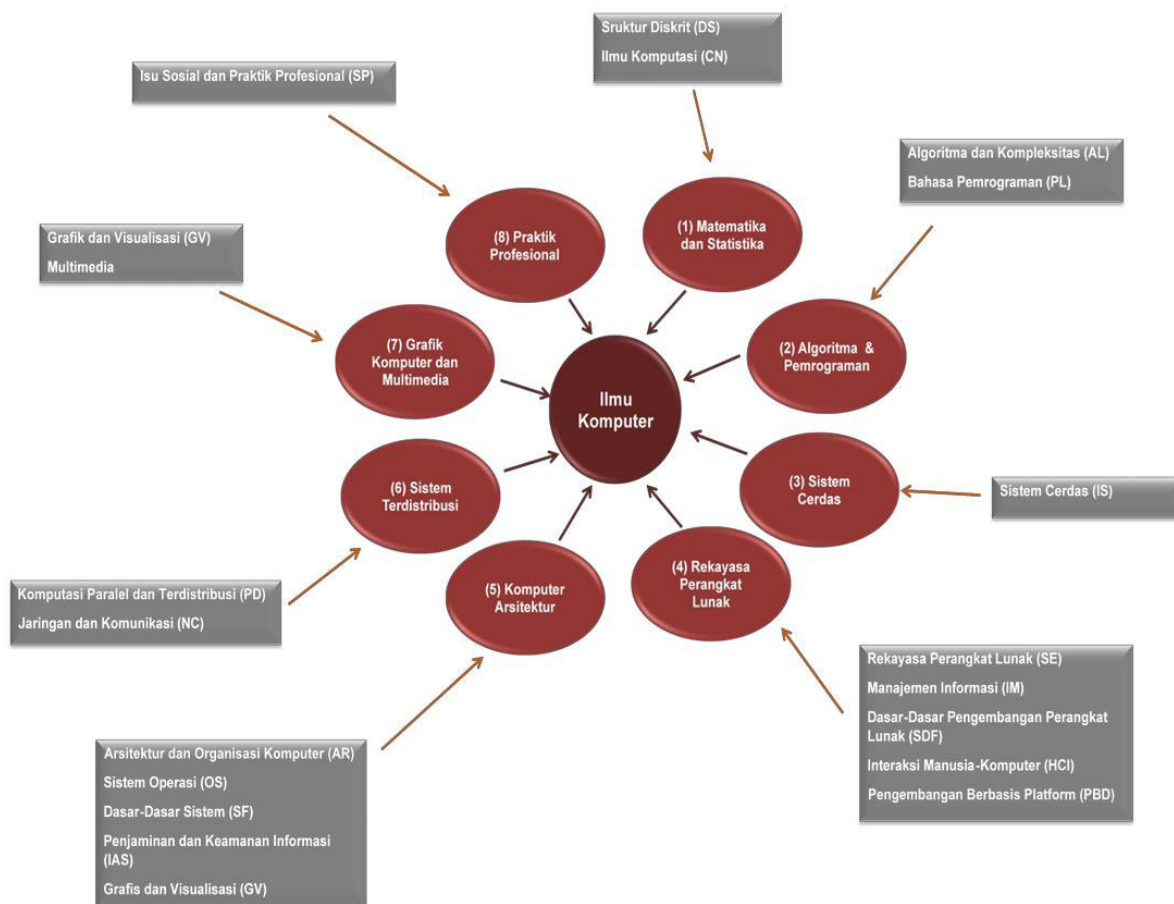 Sruktur Diskrit (DS)
Ilmu Komputasi (CN)
Isu Sosial dan Praktik Profesional (SP)
Algoritma dan Kompleksitas (AL)
Bahasa Pemrograman (PL)
Grafik dan Visualisasi (GV)
Multimedia
(8) Praktik
Profesional
(1) Matematika
dan Statistika
(7) Grafik
Komputer dan
Multimedia
(2) Algoritma &
Pemrograman
Ilmu
Komputer
(6) Sistem
Terdistribusi
(3) Sistem
Cerdas
Sistem Cerdas (IS)
(5) Komputer
Arsitektur
(4) Rekayasa
Perangkat
Lunak
Komputasi Paralel dan Terdistribusi (PD)
Jaringan dan Komunikasi (NC)
Rekayasa Perangkat Lunak (SE)
Manajemen Informasi (IM)
Dasar-Dasar Pengembangan Perangkat
Lunak (SDF)
Interaksi Manusia-Komputer (HCI)
Pengembangan Berbasis Platform (PBD)
Arsitektur dan Organisasi Komputer (AR)
Sistem Operasi (OS)
Dasar-Dasar Sistem (SF)
Penjaminan dan Keamanan Informasi
(IAS)
Grafis dan Visualisasi (GV)